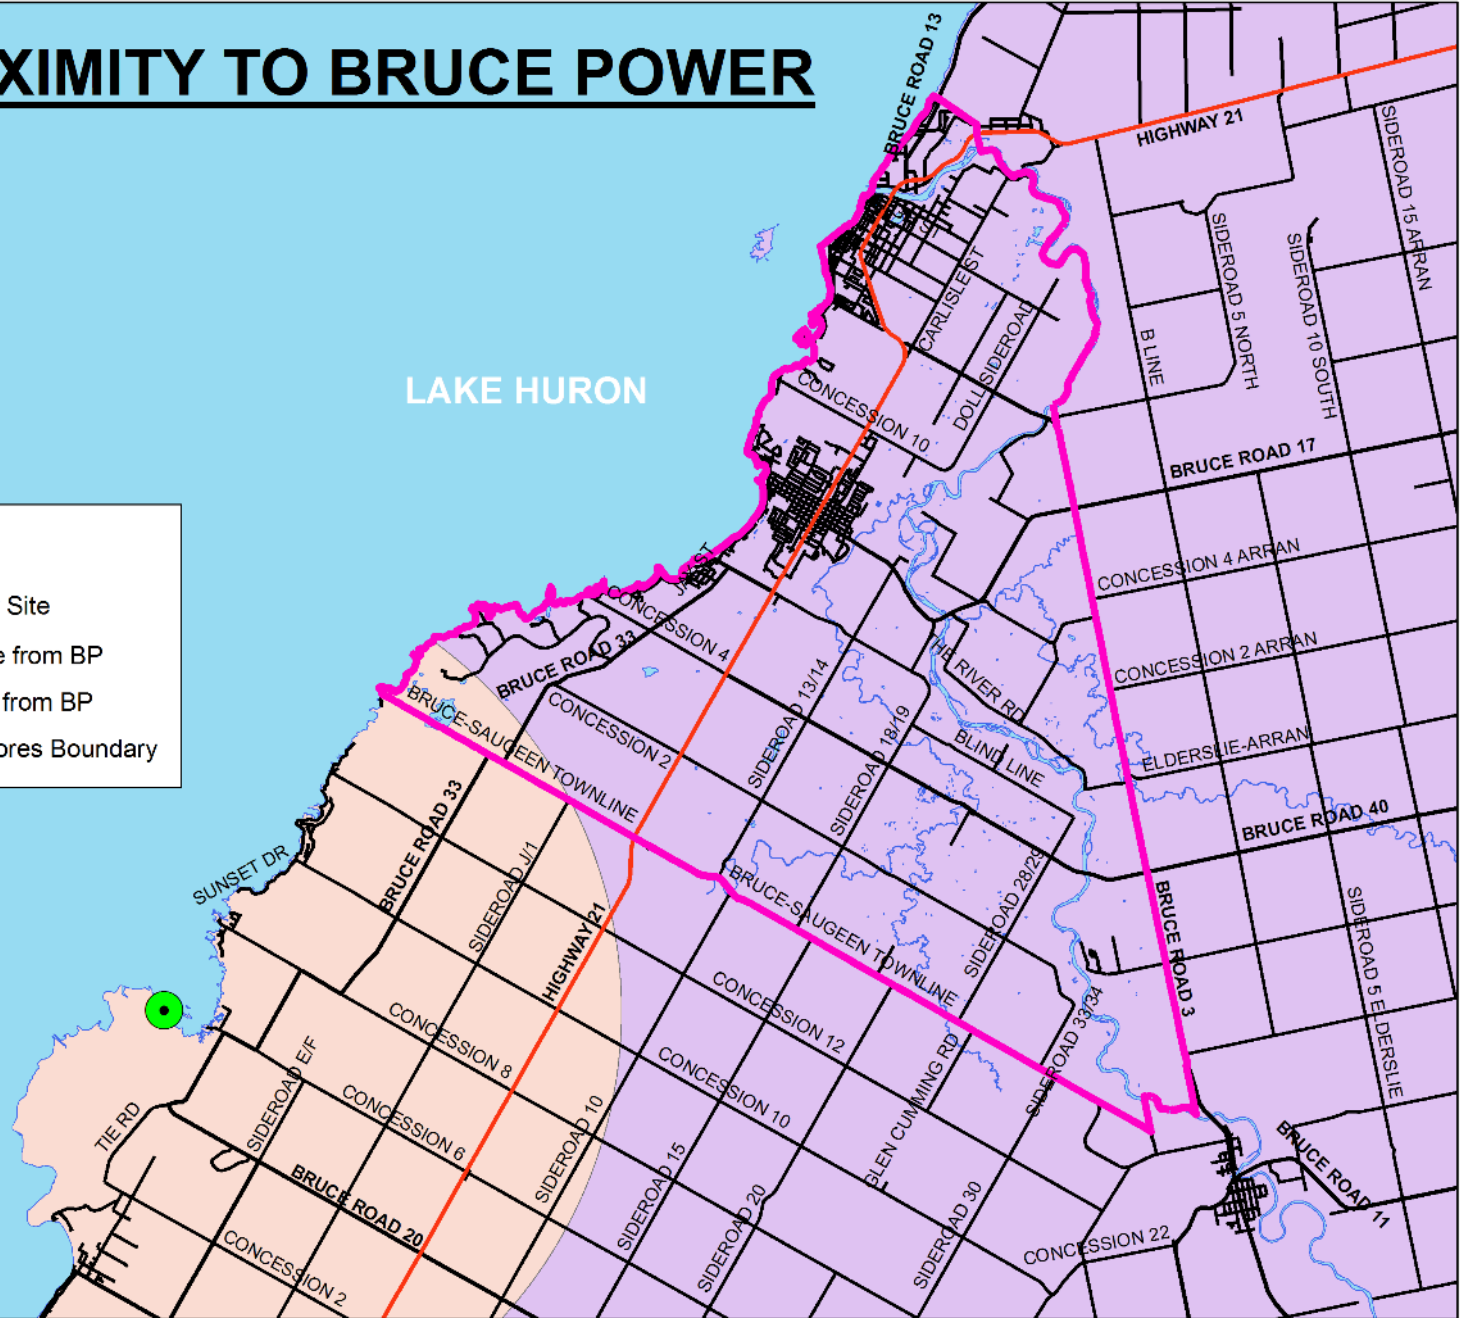 XIMITY TO BRUCE POWER
BRUCE ROAD 13
HIGHWAY 21
SIDEROAD 15 ARRAN
SIDEROAD 5 NORTH
SIDEROAD 10 SOUTH
CARLISLE ST
DOLL SIDEROAD
B LINE
LAKE HURON
CONCESSION 10
BRUCE ROAD 17
CONCESSION 4 ARRAN
JAY ST
CONCESSION 4
Site
e from BP
from BP
ores Boundary
BRUCE ROAD 33
THE RIVER RD
CONCESSION 2 ARRAN
BRUCE-SAUGEEN TOWNLINE
CONCESSION 2
SIDEROAD 13/14
SIDEROAD 18/19
BLIND LINE
ELDERSLIE-ARRAN
BRUCE ROAD 33
BRUCE ROAD 40
SUNSET DR
SIDEROAD J/1
BRUCE-SAUGEEN TOWNLINE
SIDEROAD 28/29
BRUCE ROAD 3
SIDEROAD 5 ELDERSLIE
HIGHWAY 21
CONCESSION 8
CONCESSION 12
SIDEROAD 33/34
SIDEROAD E/F
CONCESSION 10
GLEN CUMMING RD
TIE RD
CONCESSION 6
SIDEROAD 10
BRUCE ROAD 20
SIDEROAD 15
SIDEROAD 20
SIDEROAD 30
BRUCE ROAD 11
CONCESSION 22
CONCESSION 2